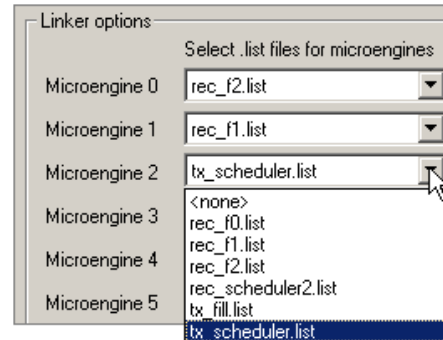 Linker options
Select .list files for microengines
Microengine 0 rec_f2.list
Microengine 1 rec_f1.list
Microengine 2 tx_scheduler.list
<none>
Microengine 3 rec_f0.list
rec_f1.list
Microengine 4 rec_f2.list
rec_scheduler2.list
Microengine 5 tx_fill.list
tx_scheduler.list